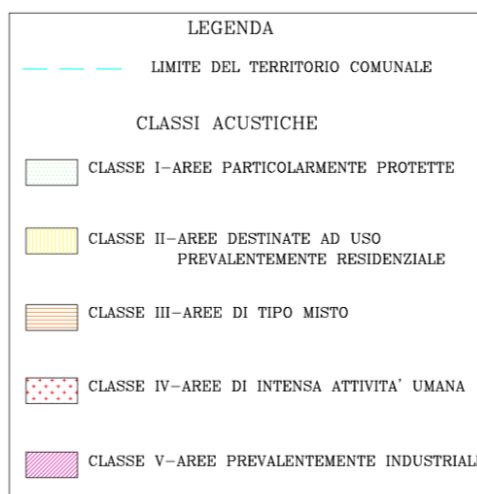 LEGENDA
LIMITE DEL TERRITORIO COMUNALE
CLASSI ACUSTICHE
CLASSE I-AREE PARTICOLARMENTE PROTETTE
CLASSE II-AREE DESTINATE AD USO
PREVALENTEMENTE RESIDENZIALE
CLASSE III-AREE DI TIPO MISTO
CLASSE IV-AREE DI INTENSA ATTIVITA' UMANA
CLASSE V-AREE PREVALENTEMENTE INDUSTRIALI